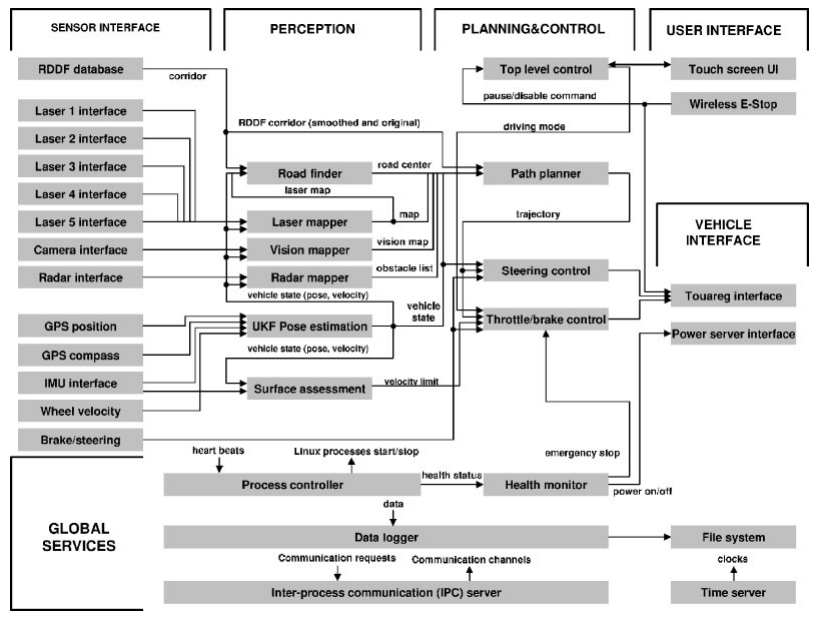 SENSOR INTERFACE
PERCEPTION
PLANNING&CONTROL
USER INTERFACE
RDDF database
corridor
Top level control
Touch screen UI
pause/disable command
Wireless E-Stop
Laser 1 interface
RDDF corridor (smoothed and original)
driving mode
Laser 2 interface
Laser 3 interface
Road finder
road center
Path planner
laser map
Laser 4 interface
Laser 5 interface
Laser mapper
map
trajectory
VEHICLE
INTERFACE
Camera interface
Vision mapper
vision map
Radar interface
Radar mapper
obstacle list
Steering control
vehicle state (pose, velocity)
vehicle
state
Touareg interface
GPS position
UKF Pose estimation
Throttle/brake control
Power server interface
vehicle state (pose, velocity)
GPS compass
IMU interface
Surface assessment
velocity limit
Wheel velocity
Brake/steering
heart beats
Linux processes start/stop
emergency stop
health status
Process controller
Health monitor
power on/off
GLOBAL
SERVICES
data
Data logger
File system
Communication requests
Communication channels
clocks
Inter-process communication (IPC) server
Time server